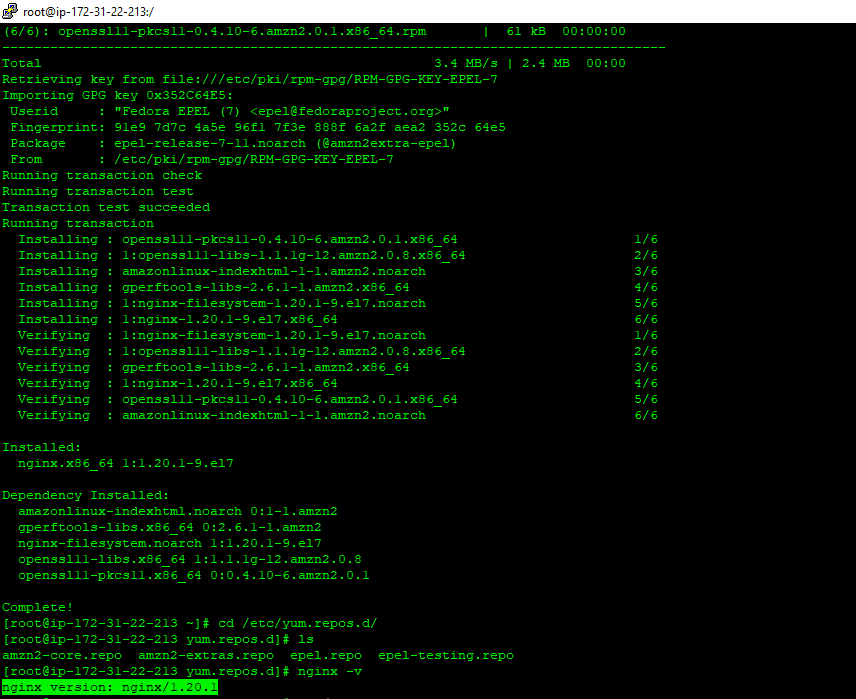 root@ip-172-31-22-213:/
(6/6): openssl11-pkcs11-0.4.10-6.amzn2.0.1.x86_64.rpm | 61 kB 00:00:00
--------------------------------------------------------------------------------
Total 3.4 MB/s | 2.4 MB 00:00
Retrieving key from file:///etc/pki/rpm-gpg/RPM-GPG-KEY-EPEL-7
Importing GPG key 0x352C64E5:
Userid : "Fedora EPEL (7) <epel@fedoraproject.org>"
Fingerprint: 91e9 7d7c 4a5e 96f1 7f3e 888f 6a2f aea2 352c 64e5
Package : epel-release-7-11.noarch (@amzn2extra-epel)
From : /etc/pki/rpm-gpg/RPM-GPG-KEY-EPEL-7
Running transaction check
Running transaction test
Transaction test succeeded
Running transaction
Installing : openssl11-pkcs11-0.4.10-6.amzn2.0.1.x86_64 1/6
Installing : 1:openssl11-libs-1.1.1g-12.amzn2.0.8.x86_64 2/6
Installing : amazonlinux-indexhtml-1-1.amzn2.noarch 3/6
Installing : gperftools-libs-2.6.1-1.amzn2.x86_64 4/6
Installing : 1:nginx-filesystem-1.20.1-9.el7.noarch 5/6
Installing : 1:nginx-1.20.1-9.el7.x86_64 6/6
Verifying : 1:nginx-filesystem-1.20.1-9.el7.noarch 1/6
Verifying : 1:openssl11-libs-1.1.1g-12.amzn2.0.8.x86_64 2/6
Verifying : gperftools-libs-2.6.1-1.amzn2.x86_64 3/6
Verifying : 1:nginx-1.20.1-9.el7.x86_64 4/6
Verifying : openssl11-pkcs11-0.4.10-6.amzn2.0.1.x86_64 5/6
Verifying : amazonlinux-indexhtml-1-1.amzn2.noarch 6/6
Installed:
nginx.x86_64 1:1.20.1-9.el7
Dependency Installed:
amazonlinux-indexhtml.noarch 0:1-1.amzn2
gperftools-libs.x86_64 0:2.6.1-1.amzn2
nginx-filesystem.noarch 1:1.20.1-9.el7
openssl11-libs.x86_64 1:1.1.1g-12.amzn2.0.8
openssl11-pkcs11.x86_64 0:0.4.10-6.amzn2.0.1
Complete!
[root@ip-172-31-22-213 ~]# cd /etc/yum.repos.d/
[root@ip-172-31-22-213 yum.repos.d]# ls
amzn2-core.repo amzn2-extras.repo epel.repo epel-testing.repo
[root@ip-172-31-22-213 yum.repos.d]# nginx -v
nginx version: nginx/1.20.1